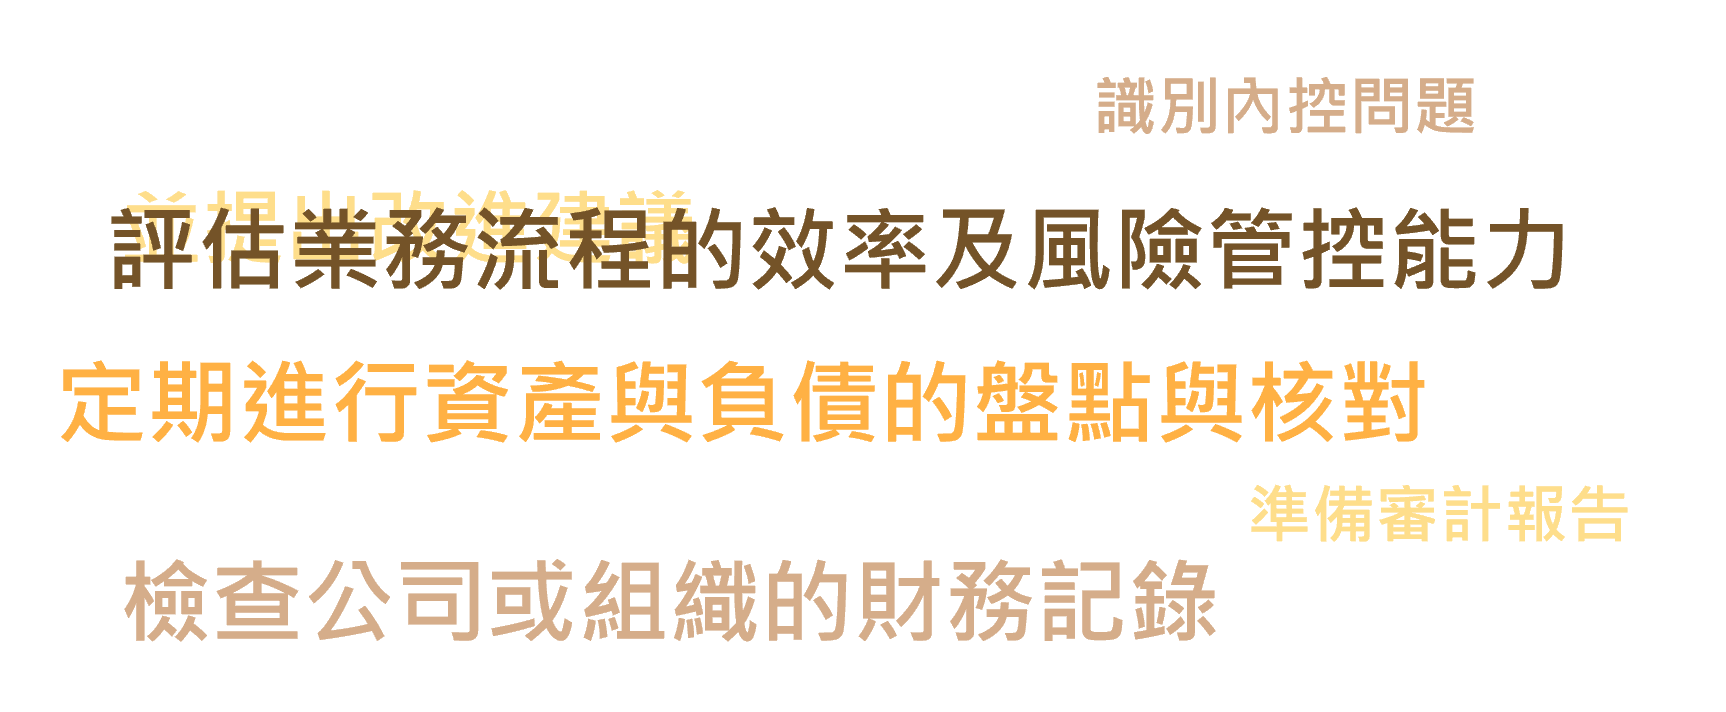 識別內控問題
並提出改進建議
評估業務流程的效率及風險管控能力
定期進行資產與負債的盤點與核對
準備審計報告
檢查公司或組織的財務記錄